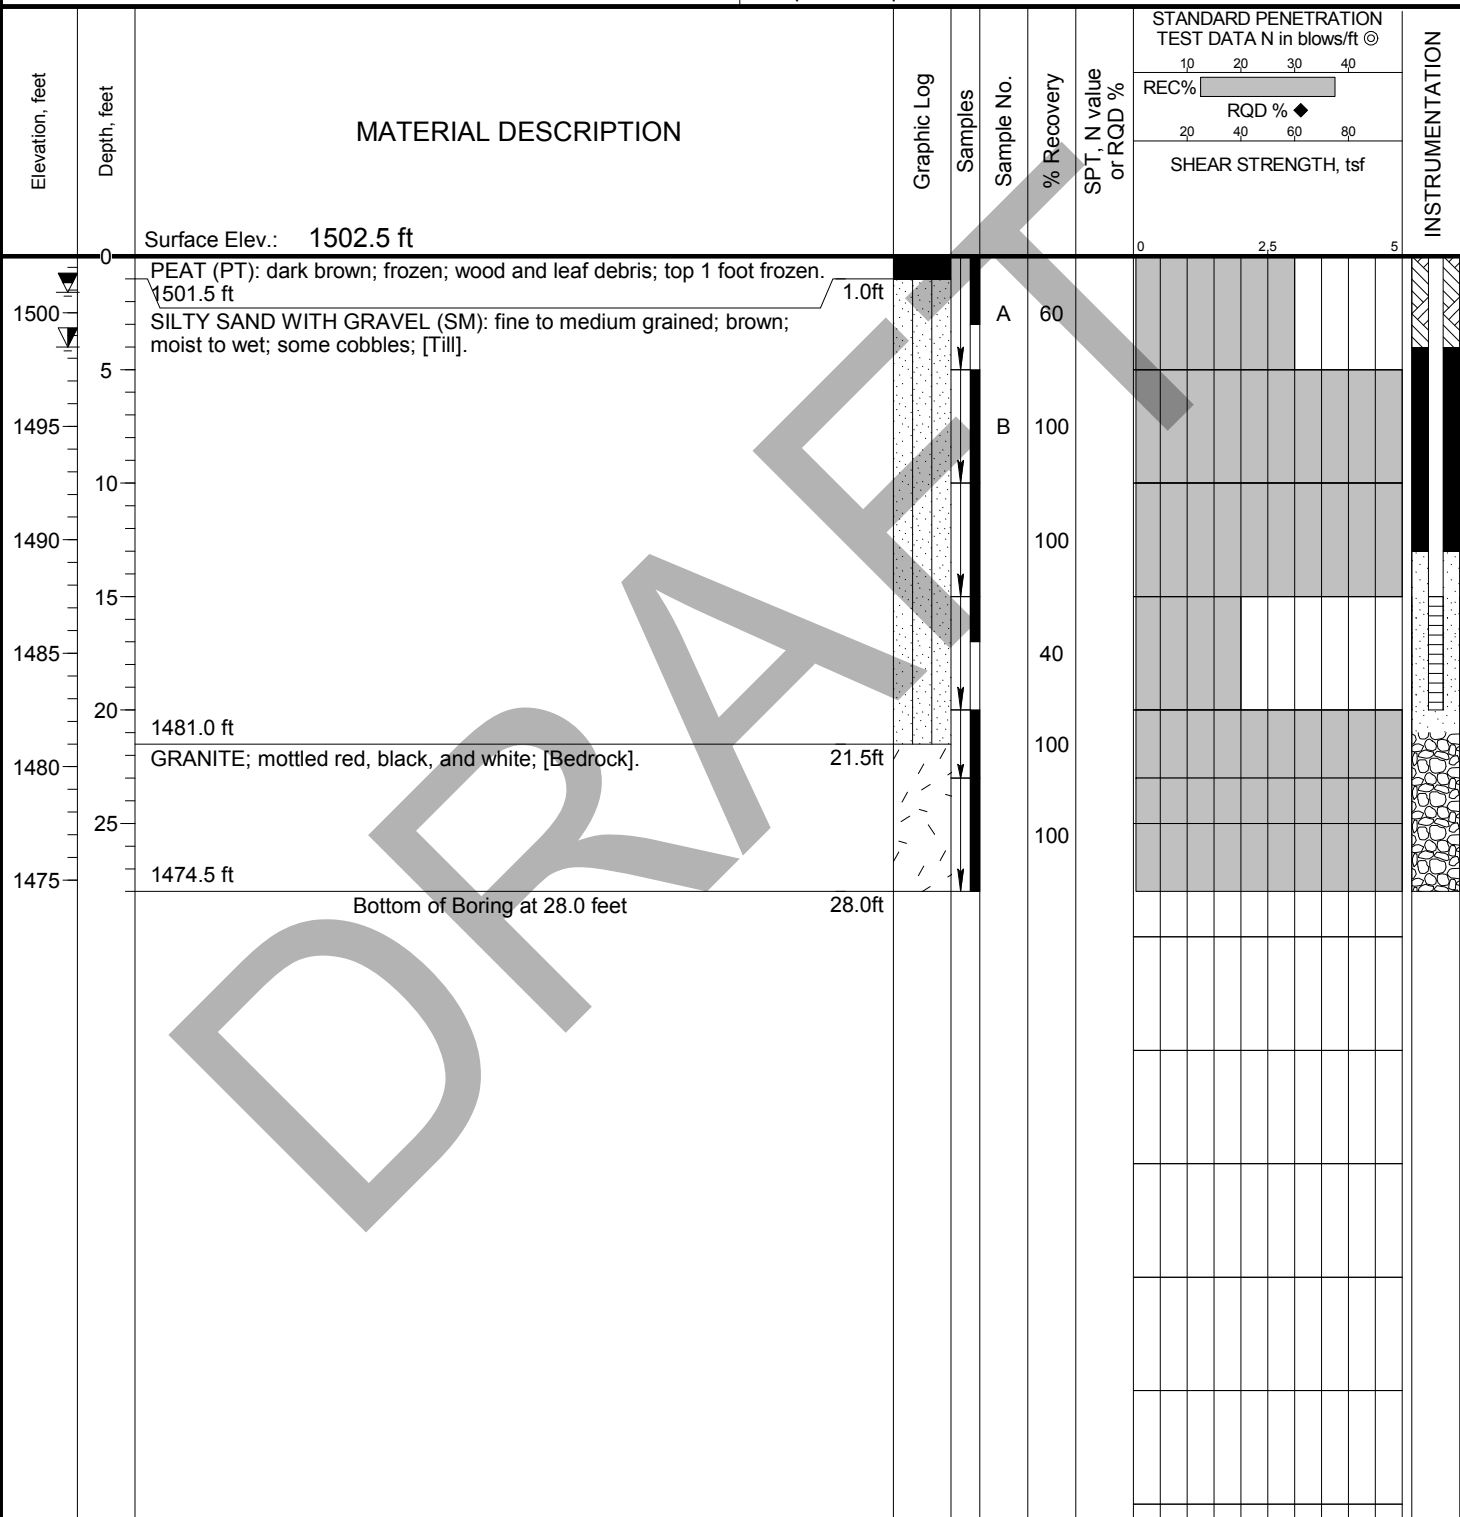 STANDARD PENETRATION
TEST DATA N in blows/ft ◎
10 20 30 40
REC%
RQD % ◆
20 40 60 80
SHEAR STRENGTH, tsf
0 2.5 5
Elevation, feet
Depth, feet
MATERIAL DESCRIPTION
Graphic Log
Samples
Sample No.
% Recovery
SPT, N value
or RQD %
INSTRUMENTATION
Surface Elev.: 1502.5 ft
0
PEAT (PT): dark brown; frozen; wood and leaf debris; top 1 foot frozen.
1501.5 ft 1.0ft
1500 A 60
SILTY SAND WITH GRAVEL (SM): fine to medium grained; brown;
moist to wet; some cobbles; [Till].
5
1495 B 100
10
1490 100
15
1485 40
20
1481.0 ft
100
GRANITE; mottled red, black, and white; [Bedrock]. 21.5ft
1480
25
100
1474.5 ft
1475
Bottom of Boring at 28.0 feet 28.0ft
DRAFT